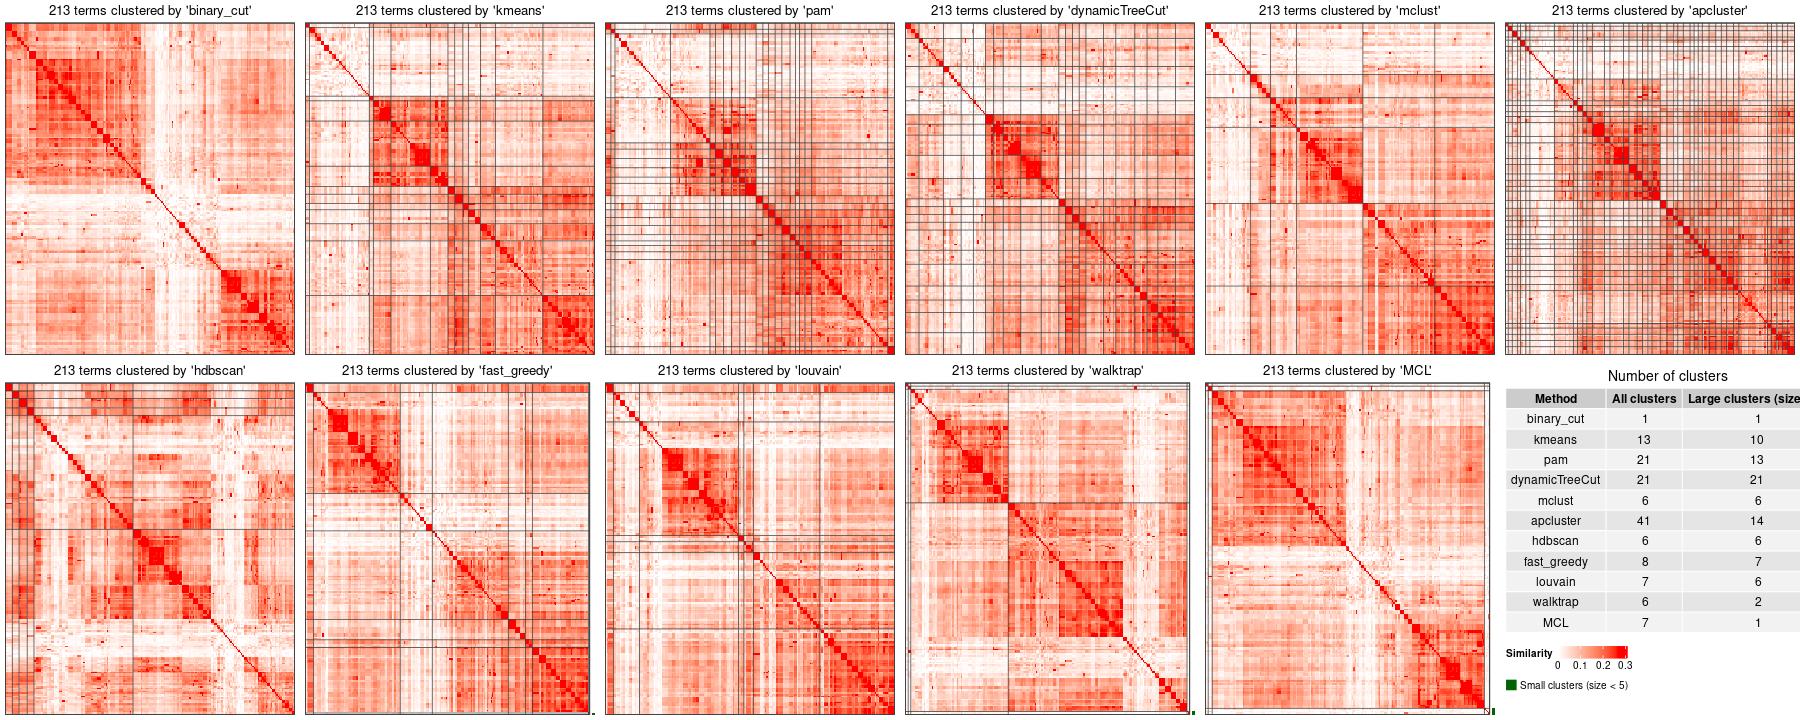 213 terms clustered by 'binary_cut'
213 terms clustered by 'kmeans'
213 terms clustered by 'pam'
213 terms clustered by 'dynamicTreeCut'
213 terms clustered by 'mclust'
213 terms clustered by 'apcluster'
213 terms clustered by 'hdbscan'
213 terms clustered by 'fast_greedy'
213 terms clustered by 'louvain'
213 terms clustered by 'walktrap'
213 terms clustered by 'MCL'
Number of clusters
Method All clusters Large clusters (size
binary_cut 1 1
kmeans 13 10
pam 21 13
dynamicTreeCut 21 21
mclust 6 6
apcluster 41 14
hdbscan 6 6
fast_greedy 8 7
louvain 7 6
walktrap 6 2
MCL 7 1
Similarity
0 0.1 0.2 0.3
Small clusters (size < 5)